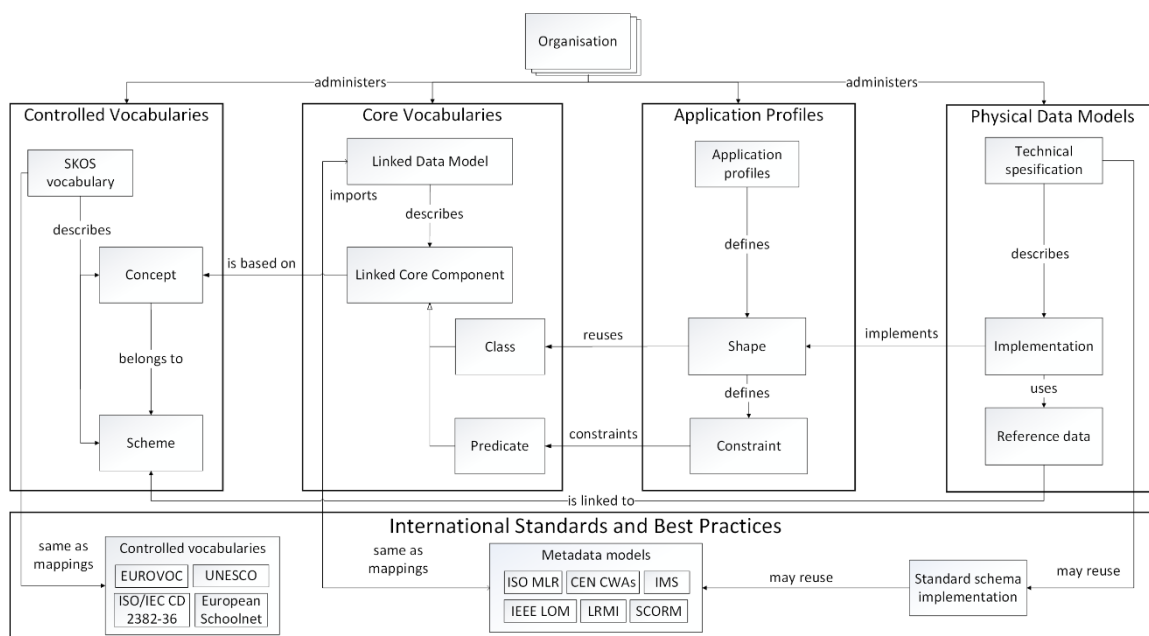 Organisation
administers
administers
Controlled Vocabularies
Core Vocabularies
Application Profiles
Physical Data Models
SKOS
vocabulary
Linked Data Model
Application
profiles
Technical
spesification
imports
describes
describes
defines
describes
Concept
is based on
Linked Core Component
belongs to
Class
reuses
Shape
implements
Implementation
defines
uses
Scheme
Predicate
constraints
Constraint
Reference data
is linked to
International Standards and Best Practices
same as
mappings
Controlled vocabularies
EUROVOC
UNESCO
ISO/IEC CD
2382-36
European
Schoolnet
same as
mappings
Metadata models
ISO MLR
CEN CWAs
IMS
IEEE LOM
LRMI
SCORM
may reuse
Standard schema
implementation
may reuse